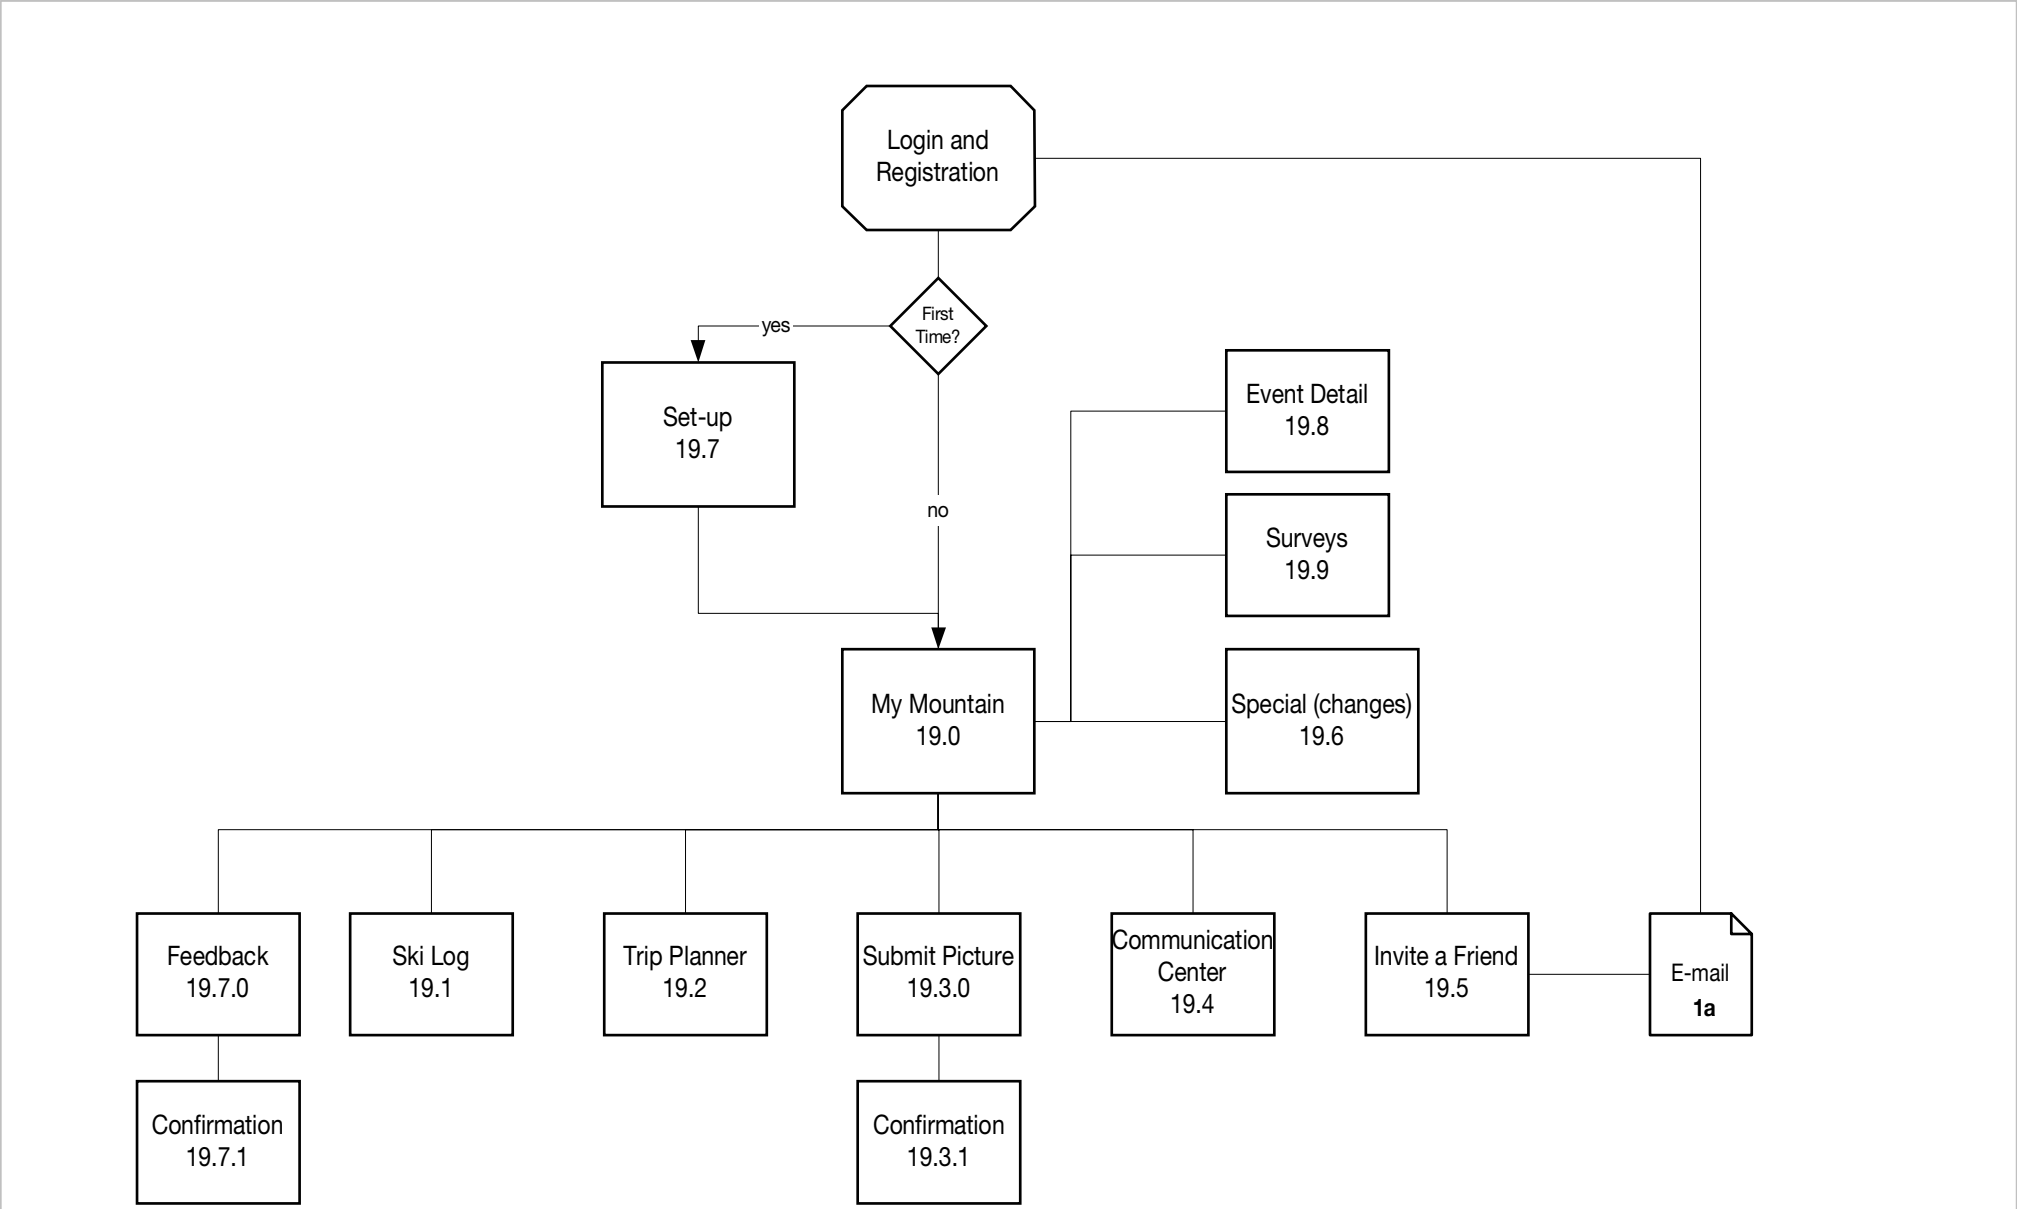 Login and
Registration
First
Time?
yes
Set-up
19.7
no
Event Detail
19.8
Surveys
19.9
My Mountain
19.0
Special (changes)
19.6
Feedback
19.7.0
Ski Log
19.1
Trip Planner
19.2
Submit Picture
19.3.0
Communication
Center
19.4
Invite a Friend
19.5
E-mail
1a
Confirmation
19.7.1
Confirmation
19.3.1